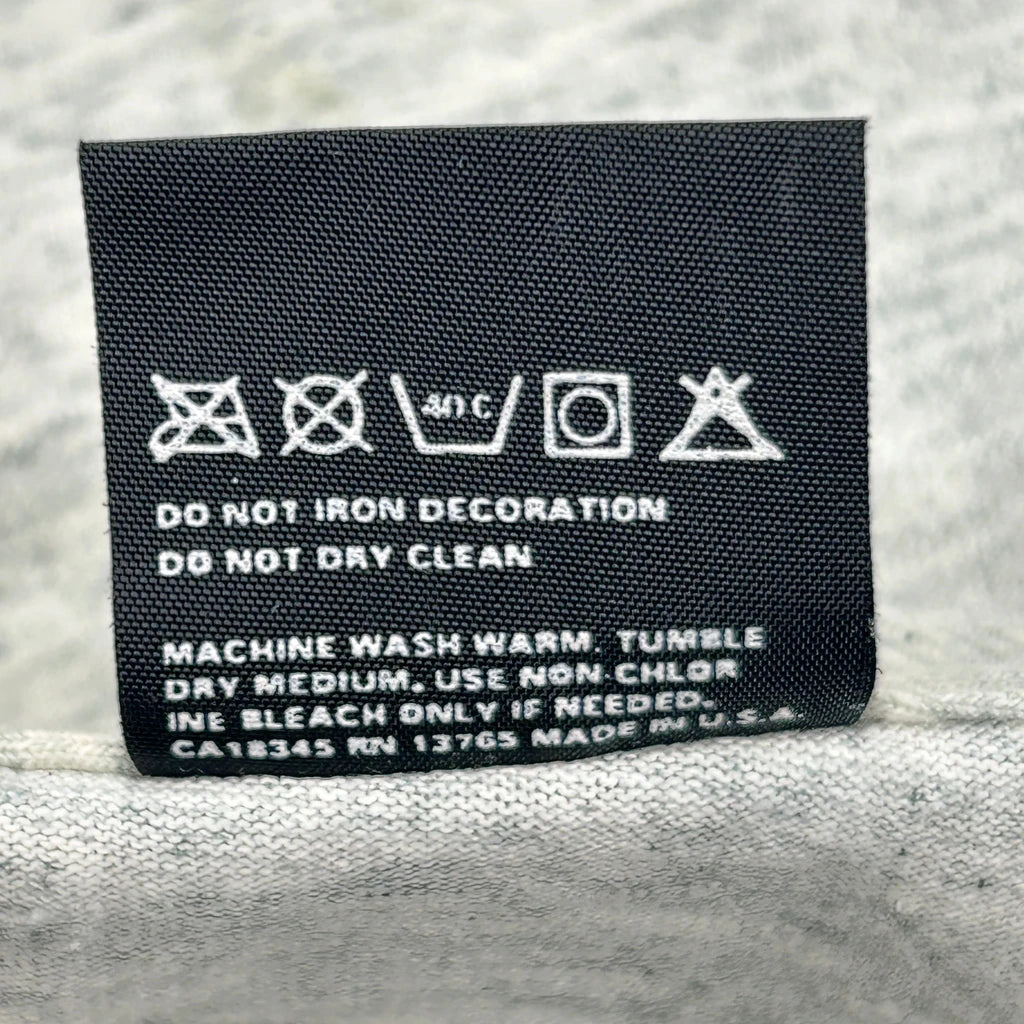 40 C
DO NOT IRON DECORATION
DO NOT DRY CLEAN
MACHINE WASH WARM. TUMBLE
DRY MEDIUM. USE NON-CHLOR
INE BLEACH ONLY IF NEEDED.
CA18345 RN 13765 MADE IN U.S.A.